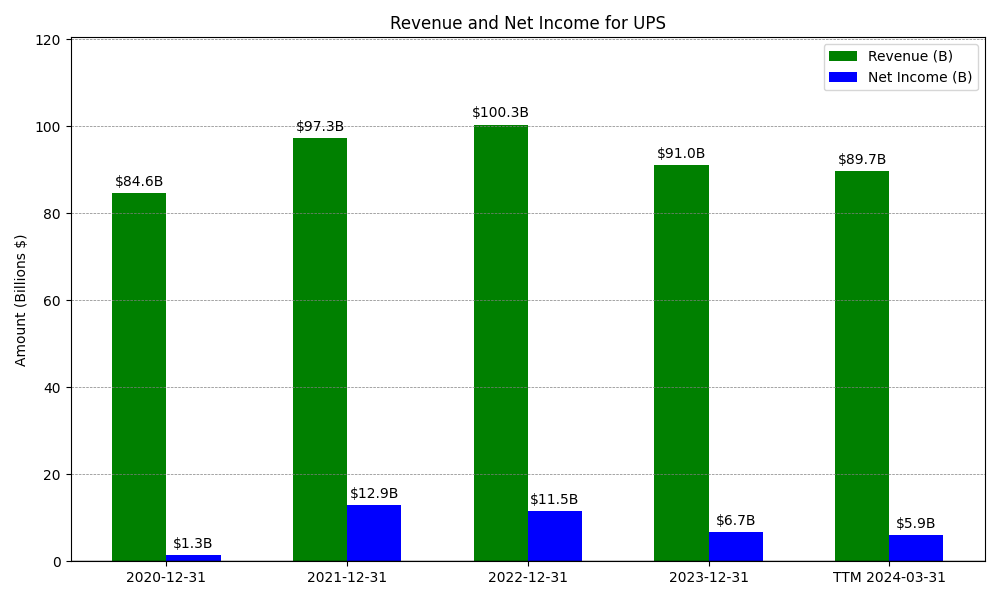 Revenue and Net Income for UPS
Revenue (B)
Net Income (B)
Amount (Billions $)
120
100
80
60
40
20
0
$84.6B
$1.3B
$97.3B
$12.9B
$100.3B
$11.5B
$91.0B
$6.7B
$89.7B
$5.9B
2020-12-31
2021-12-31
2022-12-31
2023-12-31
TTM 2024-03-31